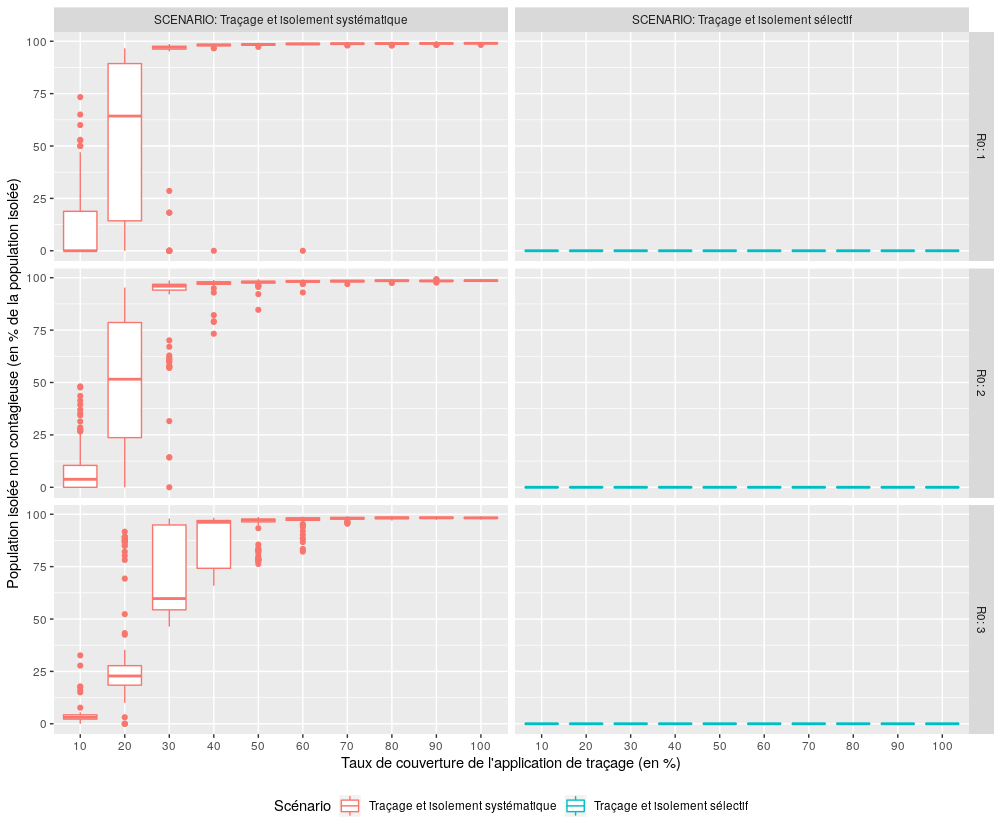 SCENARIO: Traçage et isolement systématique
SCENARIO: Traçage et isolement sélectif
Population isolée non contagieuse (en % de la population isolée)
100
75
50
25
0
R0: 1
100
75
50
25
0
R0: 2
100
75
50
25
0
R0: 3
10 20 30 40 50 60 70 80 90 100
10 20 30 40 50 60 70 80 90 100
Taux de couverture de l'application de traçage (en %)
Scénario Traçage et isolement systématique Traçage et isolement sélectif